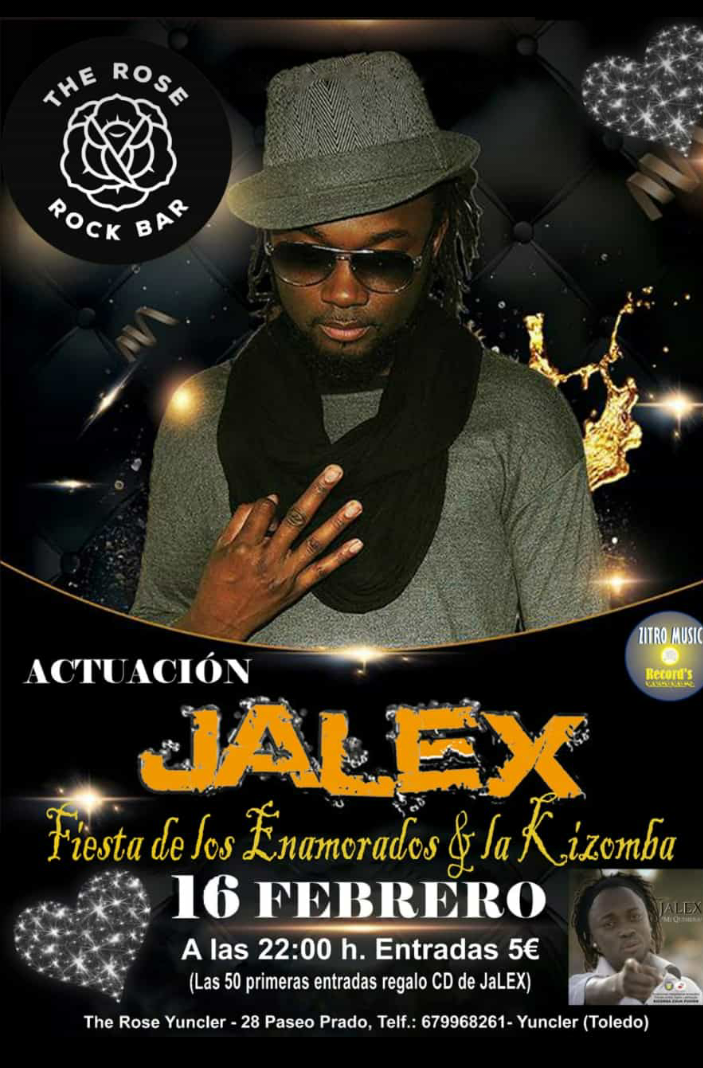 THE ROSE
ROCK BAR
ZITRO MUSIC
Record's
ACTUACIÓN
JALEX
Fiesta de los Enamorados & la Kizomba
16 FEBRERO
JALEX
A las 22:00 h. Entradas 5€
(Las 50 primeras entradas regalo CD de JaLEX)
The Rose Yuncler - 28 Paseo Prado, Telf.: 679968261- Yuncler (Toledo)